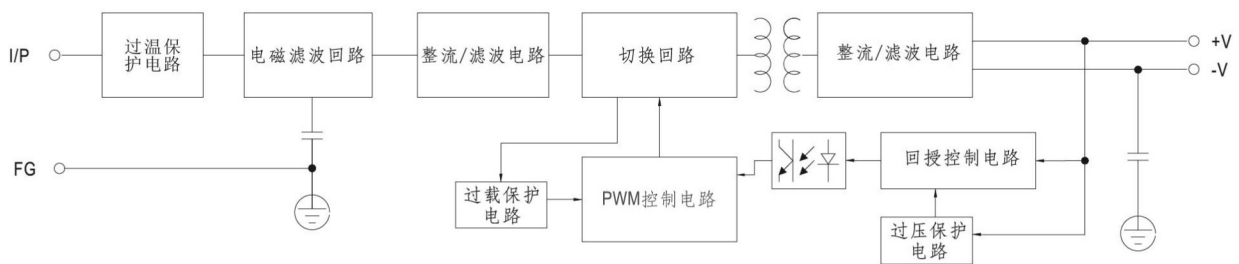 I/P
过温保
护电路
电磁滤波回路
整流/滤波电路
切换回路
整流/滤波电路
+V
-V
FG
过载保护
电路
PWM控制电路
回授控制电路
过压保护
电路